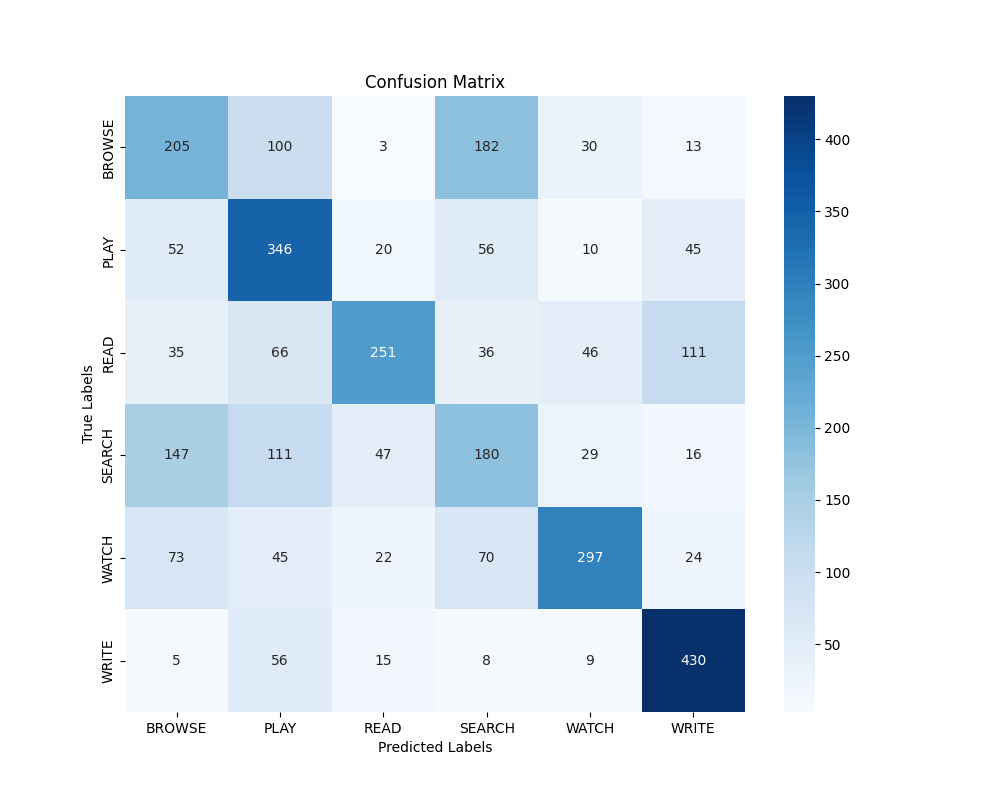 Confusion Matrix
True Labels
BROWSE 205 100 3 182 30 13
PLAY 52 346 20 56 10 45
READ 35 66 251 36 46 111
SEARCH 147 111 47 180 29 16
WATCH 73 45 22 70 297 24
WRITE 5 56 15 8 9 430
BROWSE PLAY READ SEARCH WATCH WRITE
Predicted Labels
400
350
300
250
200
150
100
50